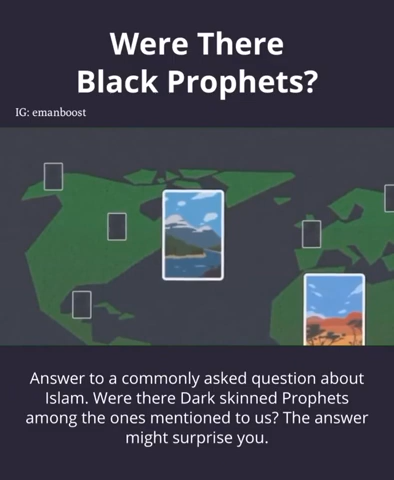 Were There
Black Prophets?
IG: emanboost
Answer to a commonly asked question about
Islam. Were there Dark skinned Prophets
among the ones mentioned to us? The answer
might surprise you.